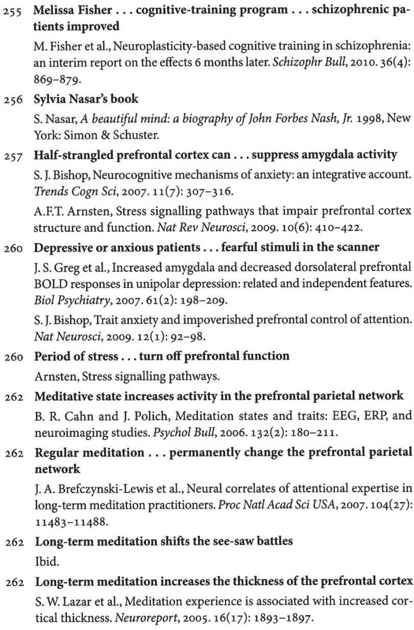 255 Melissa Fisher . . . cognitive-training program . . . schizophrenic pa-
tients improved
M. Fisher et al., Neuroplasticity-based cognitive training in schizophrenia:
an interim report on the effects 6 months later. Schizophr Bull, 2010. 36(4):
869–879.
256 Sylvia Nasar's book
S. Nasar, A beautiful mind: a biography of John Forbes Nash, Jr. 1998, New
York: Simon & Schuster.
257 Half-strangled prefrontal cortex can . . . suppress amygdala activity
S. J. Bishop, Neurocognitive mechanisms of anxiety: an integrative account.
Trends Cogn Sci, 2007. 11(7): 307–316.
A.F.T. Arnsten, Stress signalling pathways that impair prefrontal cortex
structure and function. Nat Rev Neurosci, 2009. 10(6): 410–422.
260 Depressive or anxious patients . . . fearful stimuli in the scanner
J. S. Greg et al., Increased amygdala and decreased dorsolateral prefrontal
BOLD responses in unipolar depression: related and independent features.
Biol Psychiatry, 2007. 61(2): 198–209.
S. J. Bishop, Trait anxiety and impoverished prefrontal control of attention.
Nat Neurosci, 2009. 12(1): 92–98.
260 Period of stress . . . turn off prefrontal function
Arnsten, Stress signalling pathways.
262 Meditative state increases activity in the prefrontal parietal network
B. R. Cahn and J. Polich, Meditation states and traits: EEG, ERP, and
neuroimaging studies. Psychol Bull, 2006. 132(2): 180–211.
262 Regular meditation . . . permanently change the prefrontal parietal
network
J. A. Brefczynski-Lewis et al., Neural correlates of attentional expertise in
long-term meditation practitioners. Proc Natl Acad Sci USA, 2007. 104(27):
11483–11488.
262 Long-term meditation shifts the see-saw battles
Ibid.
262 Long-term meditation increases the thickness of the prefrontal cortex
S. W. Lazar et al., Meditation experience is associated with increased cor-
tical thickness. Neuroreport, 2005. 16(17): 1893–1897.